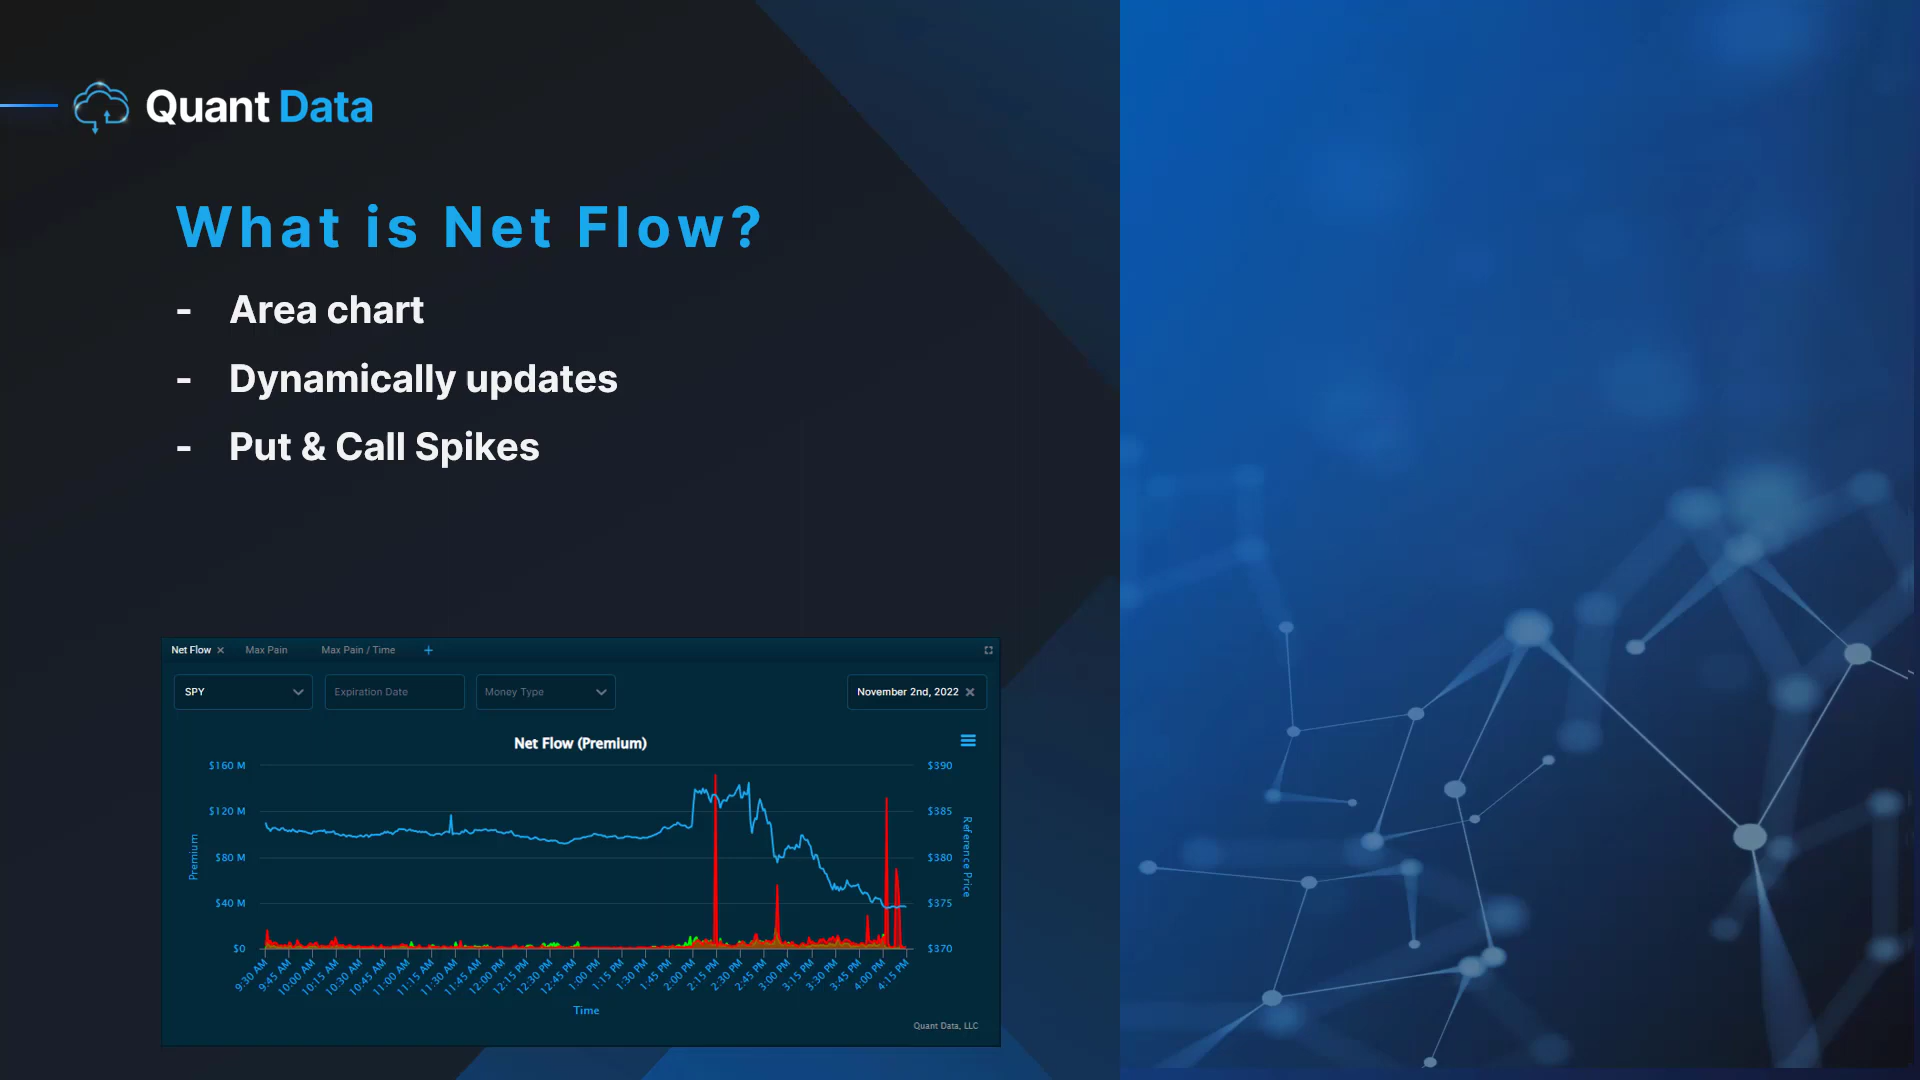 Quant Data
What is Net Flow?
- Area chart
- Dynamically updates
- Put & Call Spikes
Net Flow × Max Pain Max Pain / Time +
SPY Expiration Date Money Type November 2nd, 2022 ×
Net Flow (Premium)
$160 M
$120 M
$80 M
$40 M
$0
Premium
$390
$385
$380
$375
$370
Reference Price
9:30 AM 9:45 AM 10:00 AM 10:15 AM 10:30 AM 10:45 AM 11:00 AM 11:15 AM 11:30 AM 11:45 AM 12:00 PM 12:15 PM 12:30 PM 12:45 PM 1:00 PM 1:15 PM 1:30 PM 1:45 PM 2:00 PM 2:15 PM 2:30 PM 2:45 PM 3:00 PM 3:15 PM 3:30 PM 3:45 PM 4:00 PM 4:15 PM
Time
Quant Data, LLC